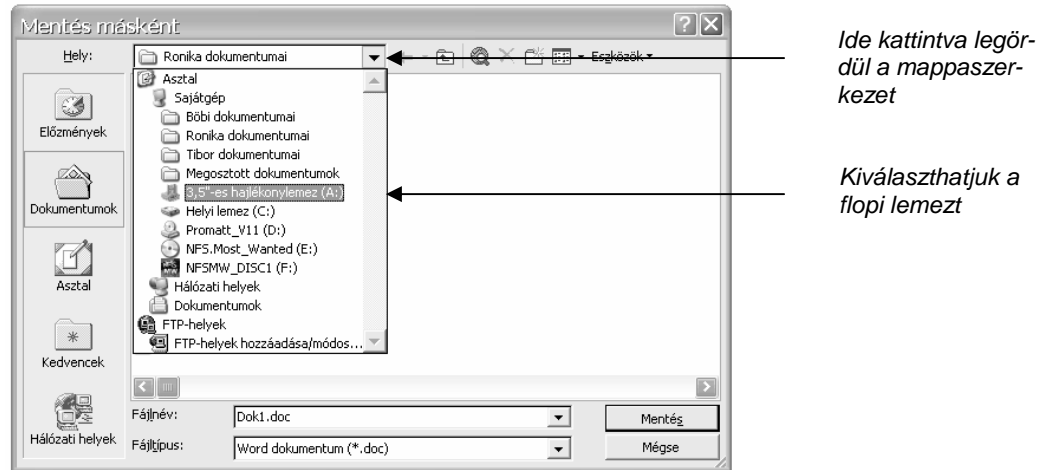 Mentés másként
Hely:
Ronika dokumentumai
Eszközök
Asztal
Sajátgép
Böbi dokumentumai
Ronika dokumentumai
Tibor dokumentumai
Megosztott dokumentumok
3,5"-es hajlékonylemez (A:)
Helyi lemez (C:)
Promatt_V11 (D:)
NFS.Most_Wanted (E:)
NFSMW_DISC1 (F:)
Hálózati helyek
Dokumentumok
FTP-helyek
FTP-helyek hozzáadása/módos...
Előzmények
Dokumentumok
Asztal
Kedvencek
Hálózati helyek
Fájlnév:
Dok1.doc
Mentés
Fájltípus:
Word dokumentum (*.doc)
Mégse
Ide kattintva legör-
dül a mappaszer-
kezet
Kiválaszthatjuk a
flopi lemezt